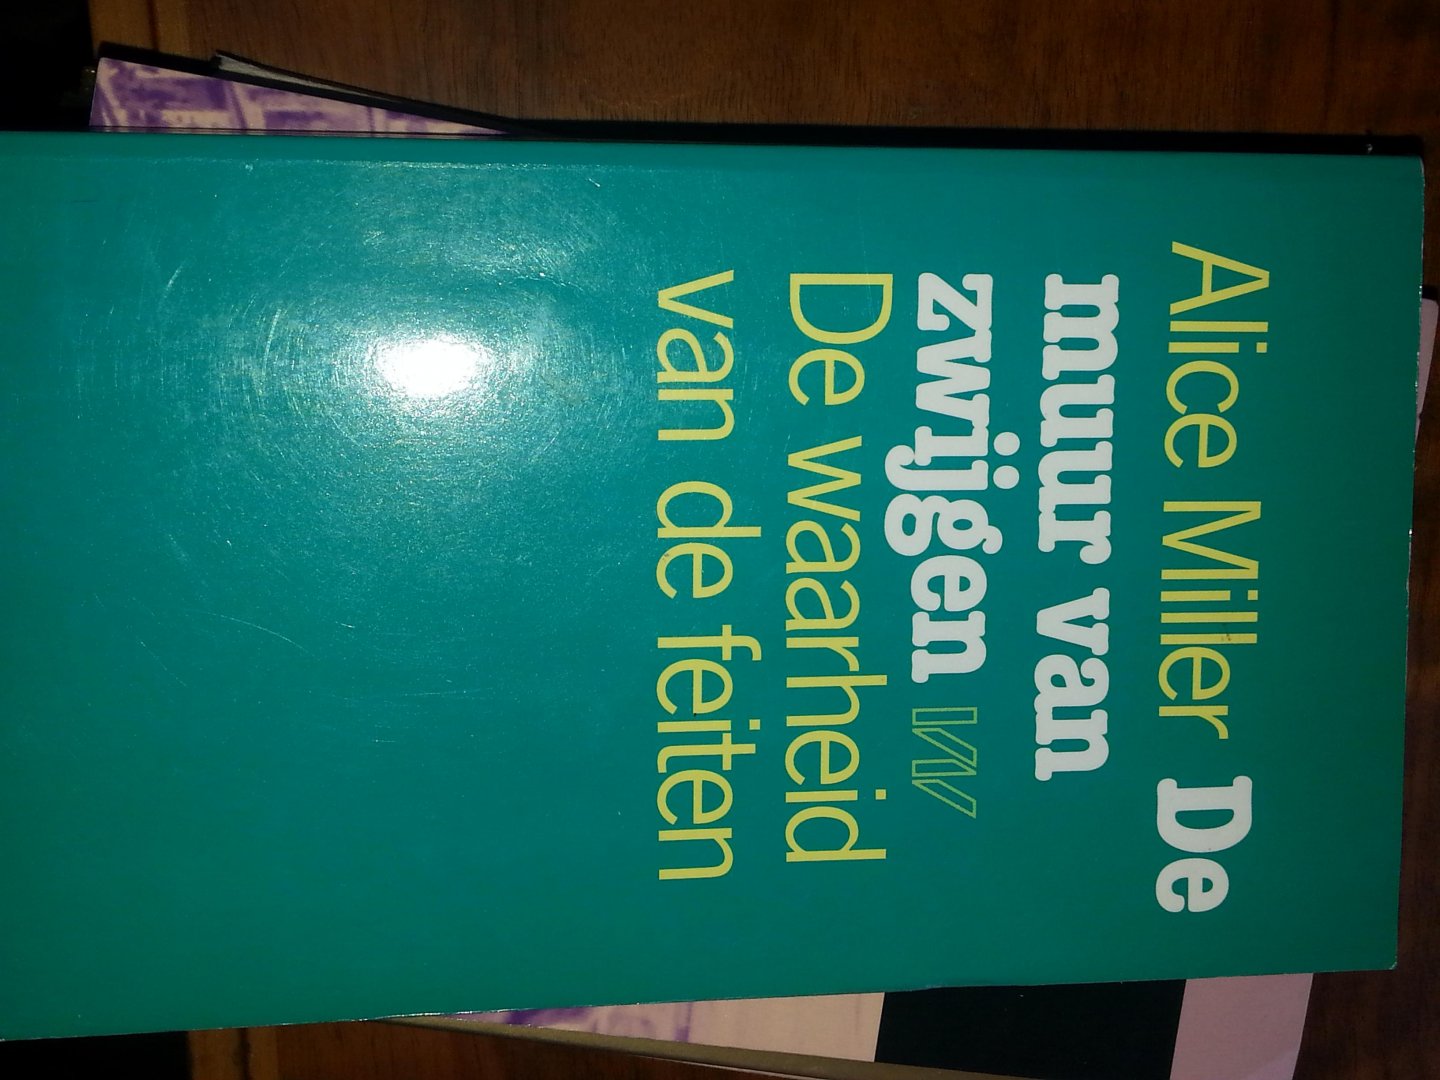 Alice Miller De
muur van
zwijgen
De waarheid
van de feiten